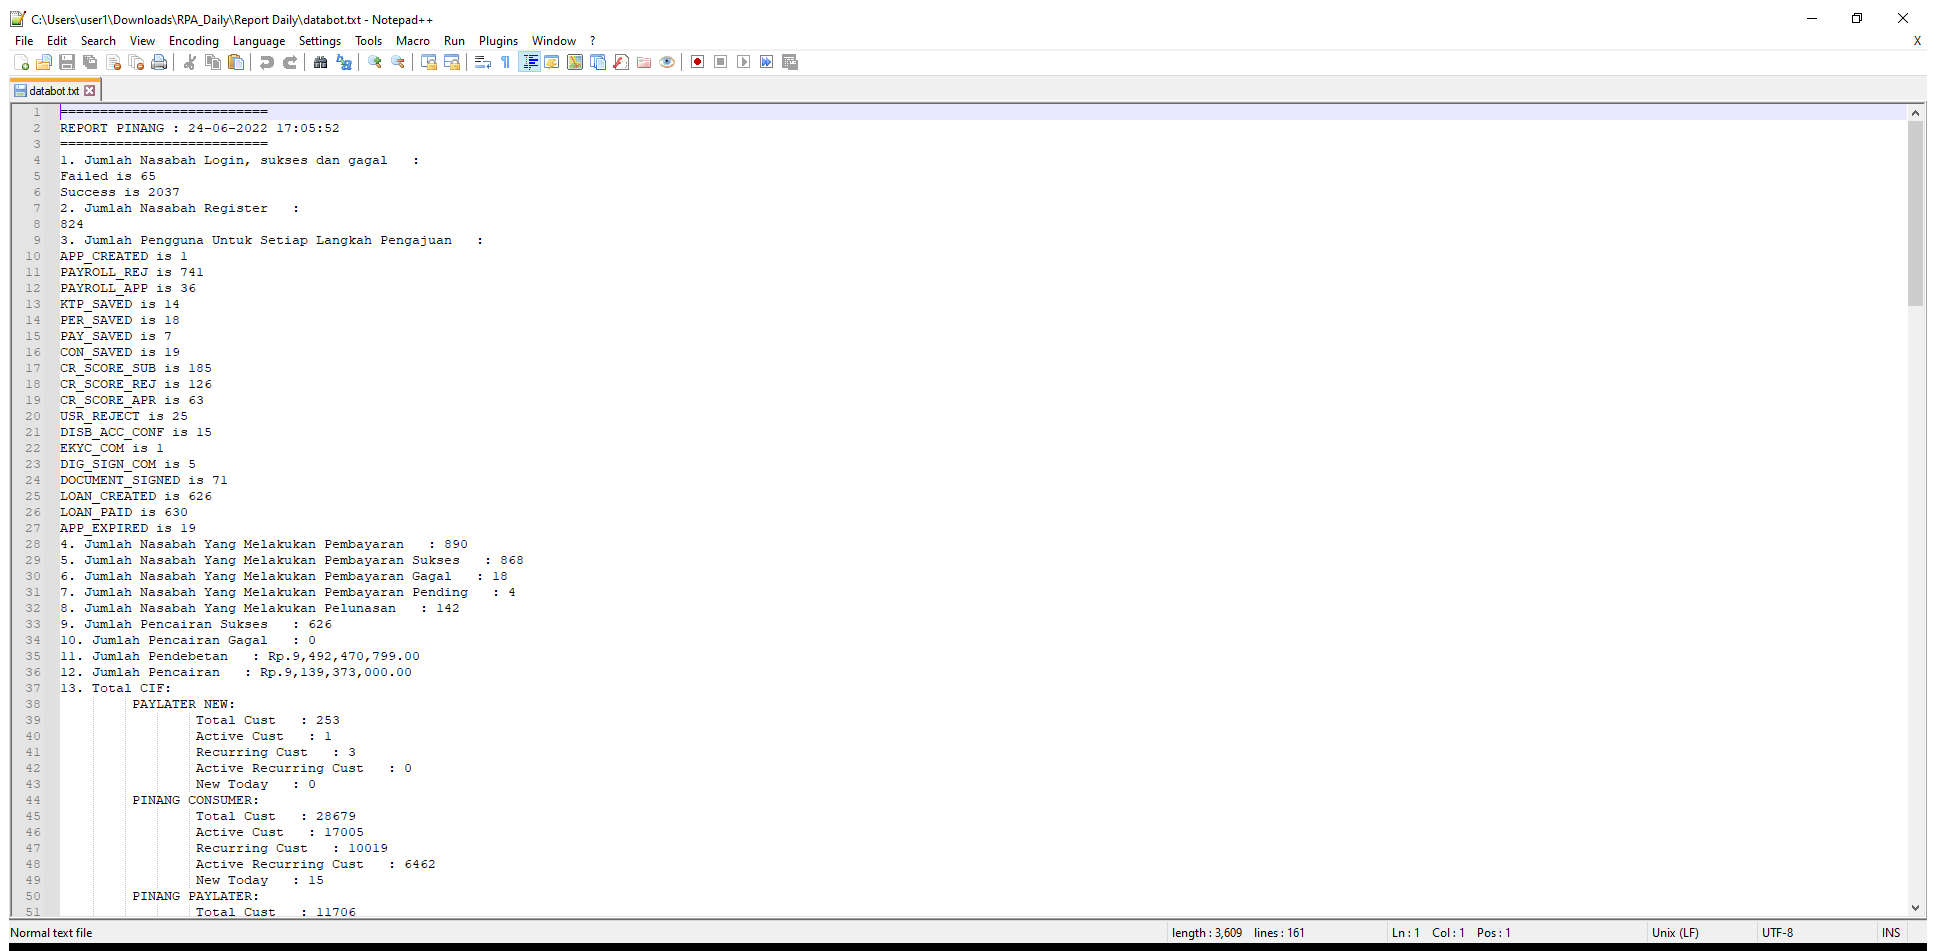 C:\Users\user1\Downloads\RPA_Daily\Report Daily\databot.txt - Notepad++
File Edit Search View Encoding Language Settings Tools Macro Run Plugins Window ? X
databot.txt
1 ==========================
2 REPORT PINANG : 24-06-2022 17:05:52
3 ==========================
4 1. Jumlah Nasabah Login, sukses dan gagal :
5 Failed is 65
6 Success is 2037
7 2. Jumlah Nasabah Register :
8 824
9 3. Jumlah Pengguna Untuk Setiap Langkah Pengajuan :
10 APP_CREATED is 1
11 PAYROLL_REJ is 741
12 PAYROLL_APP is 36
13 KTP_SAVED is 14
14 PER_SAVED is 18
15 PAY_SAVED is 7
16 CON_SAVED is 19
17 CR_SCORE_SUB is 185
18 CR_SCORE_REJ is 126
19 CR_SCORE_APR is 63
20 USR_REJECT is 25
21 DISB_ACC_CONF is 15
22 EKYC_COM is 1
23 DIG_SIGN_COM is 5
24 DOCUMENT_SIGNED is 71
25 LOAN_CREATED is 626
26 LOAN_PAID is 630
27 APP_EXPIRED is 19
28 4. Jumlah Nasabah Yang Melakukan Pembayaran : 890
29 5. Jumlah Nasabah Yang Melakukan Pembayaran Sukses : 868
30 6. Jumlah Nasabah Yang Melakukan Pembayaran Gagal : 18
31 7. Jumlah Nasabah Yang Melakukan Pembayaran Pending : 4
32 8. Jumlah Nasabah Yang Melakukan Pelunasan : 142
33 9. Jumlah Pencairan Sukses : 626
34 10. Jumlah Pencairan Gagal : 0
35 11. Jumlah Pendebetan : Rp.9,492,470,799.00
36 12. Jumlah Pencairan : Rp.9,139,373,000.00
37 13. Total CIF:
38 PAYLATER NEW:
39 Total Cust : 253
40 Active Cust : 1
41 Recurring Cust : 3
42 Active Recurring Cust : 0
43 New Today : 0
44 PINANG CONSUMER:
45 Total Cust : 28679
46 Active Cust : 17005
47 Recurring Cust : 10019
48 Active Recurring Cust : 6462
49 New Today : 15
50 PINANG PAYLATER:
51 Total Cust : 11706
Normal text file length : 3,609 lines : 161 Ln : 1 Col : 1 Pos : 1 Unix (LF) UTF-8 INS